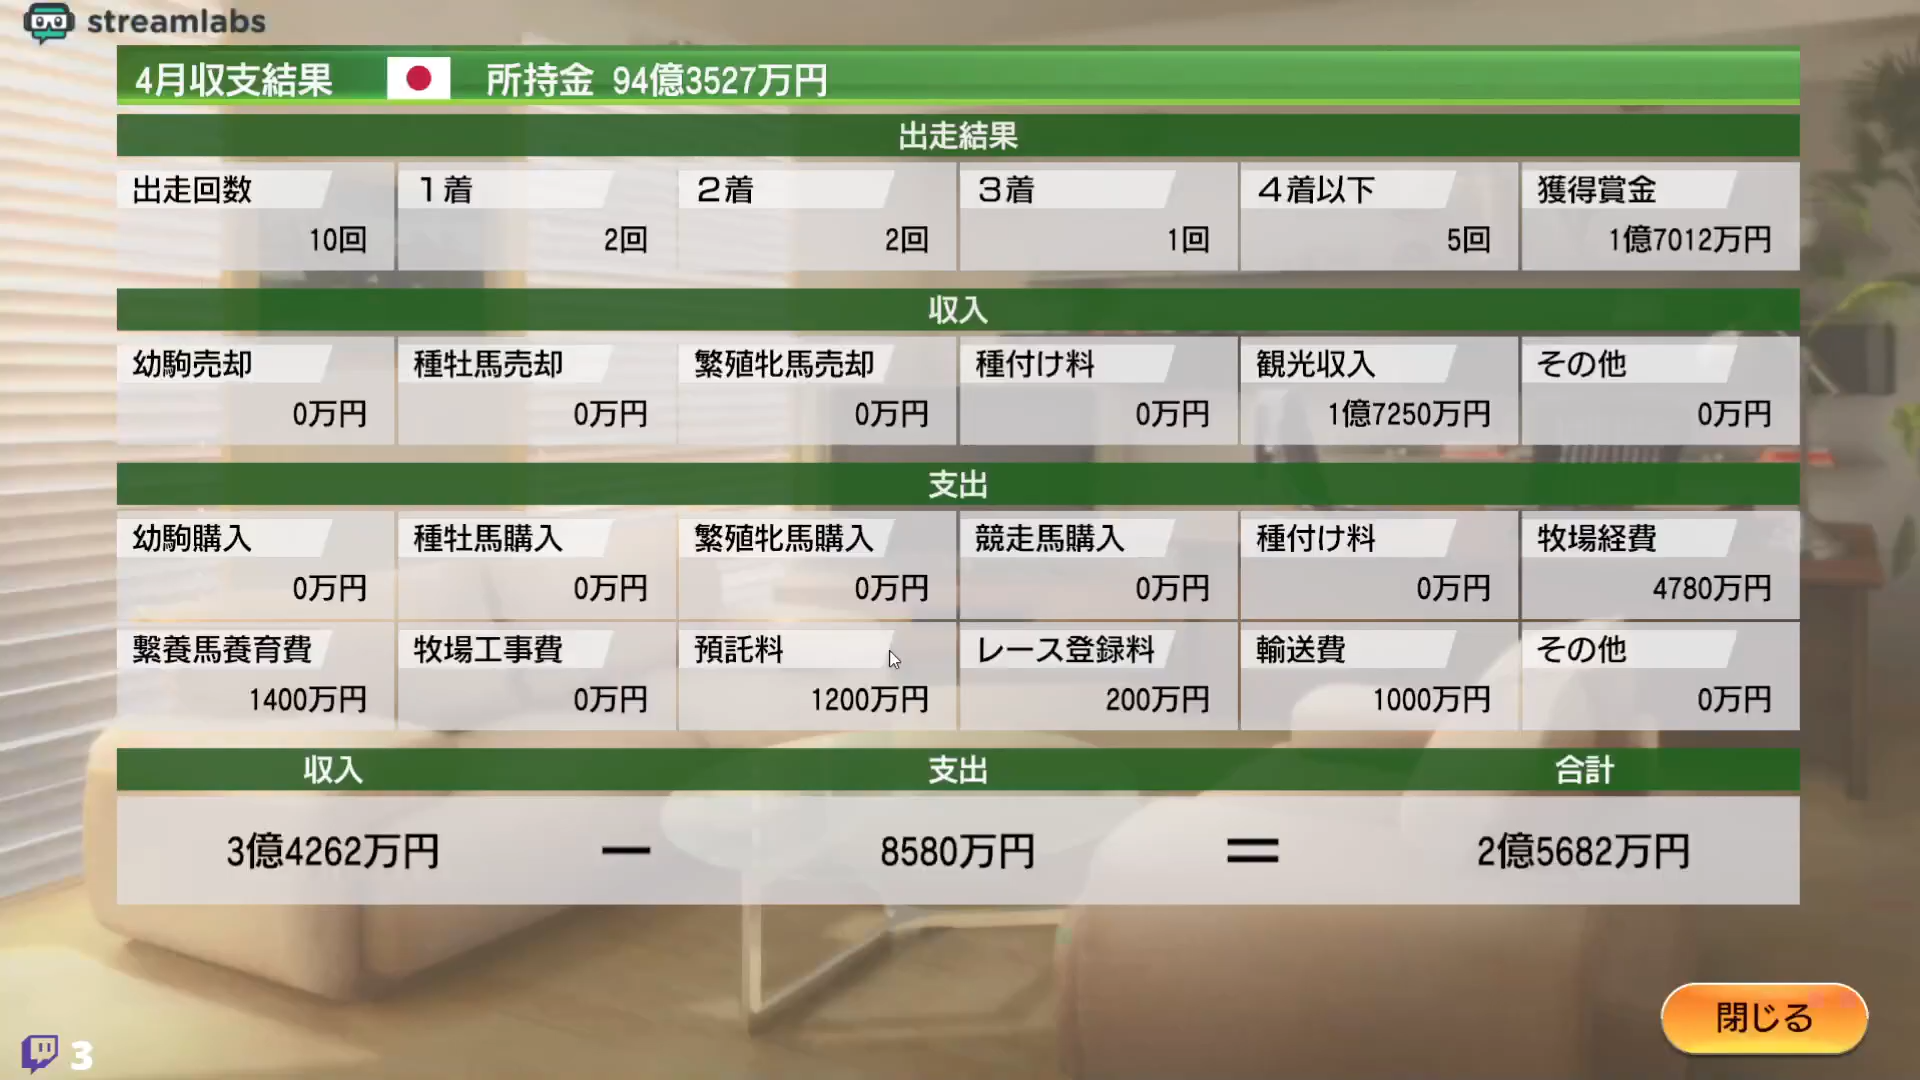 streamlabs
4月収支結果 所持金 94億3527万円
出走結果
出走回数 1着 2着 3着 4着以下 獲得賞金
10回 2回 2回 1回 5回 1億7012万円
収入
幼駒売却 種牡馬売却 繁殖牝馬売却 種付け料 観光収入 その他
0万円 0万円 0万円 0万円 1億7250万円 0万円
支出
幼駒購入 種牡馬購入 繁殖牝馬購入 競走馬購入 種付け料 牧場経費
0万円 0万円 0万円 0万円 0万円 4780万円
繋養馬養育費 牧場工事費 預託料 レース登録料 輸送費 その他
1400万円 0万円 1200万円 200万円 1000万円 0万円
収入 支出 合計
3億4262万円 ー 8580万円 = 2億5682万円
閉じる
3